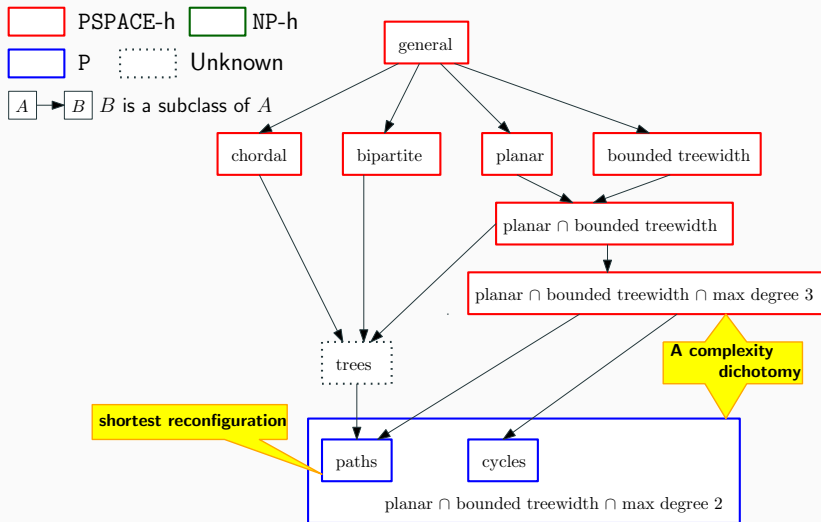 PSPACE-h NP-h
P Unknown
A B B is a subclass of A
general
chordal bipartite planar bounded treewidth
planar ∩ bounded treewidth
planar ∩ bounded treewidth ∩ max degree 3
A complexity
dichotomy
trees
shortest reconfiguration
paths cycles
planar ∩ bounded treewidth ∩ max degree 2